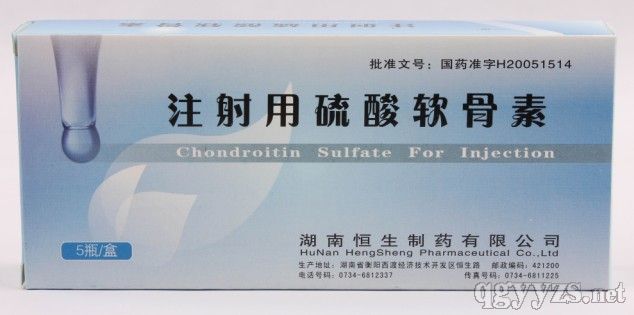 批准文号：国药准字H20051514
注射用硫酸软骨素
Chondroitin Sulfate For Injection
5瓶/盒
湖南恒生制药有限公司
HuNan HengSheng Pharmaceutical Co.,Ltd
生产地址：湖南省衡阳西渡经济技术开发区恒生路 邮政编码：421200
电话号码：0734-6812337 传真号码：0734-6811225
qgyyzs.net